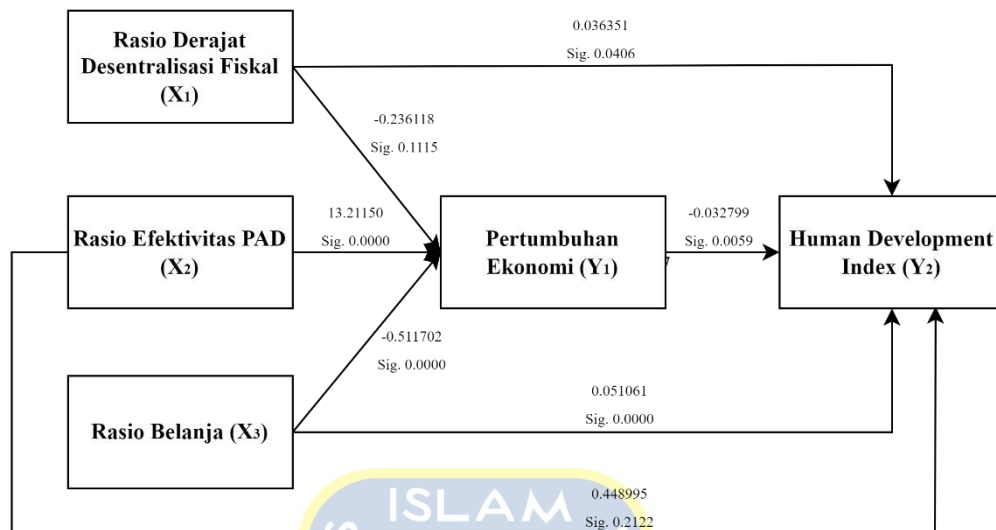 Rasio Derajat
Desentralisasi Fiskal
(X1)
0.036351
Sig. 0.0406
-0.236118
Sig. 0.1115
Rasio Efektivitas PAD
(X2)
13.21150
Sig. 0.0000
Pertumbuhan
Ekonomi (Y1)
-0.032799
Sig. 0.0059
Human Development
Index (Y2)
-0.511702
Sig. 0.0000
Rasio Belanja (X3)
0.051061
Sig. 0.0000
0.448995
Sig. 0.2122
ISLAM